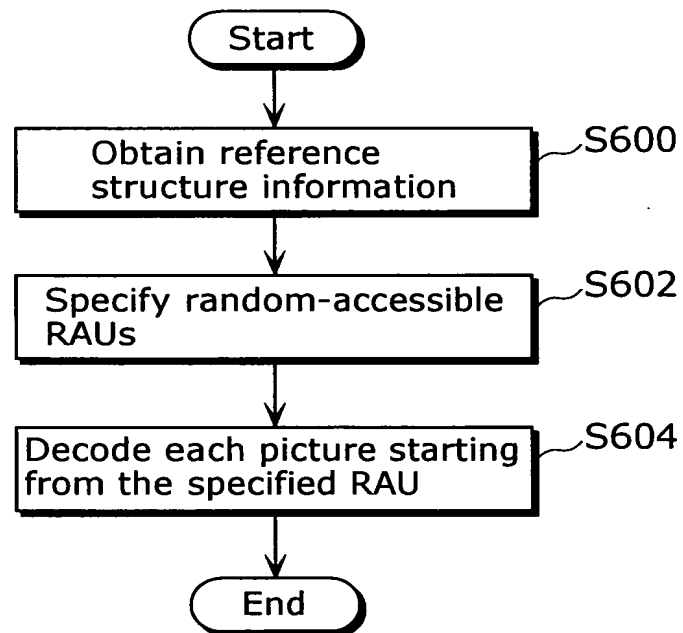 Start
Obtain reference
structure information
S600
Specify random-accessible
RAUs
S602
Decode each picture starting
from the specified RAU
S604
End